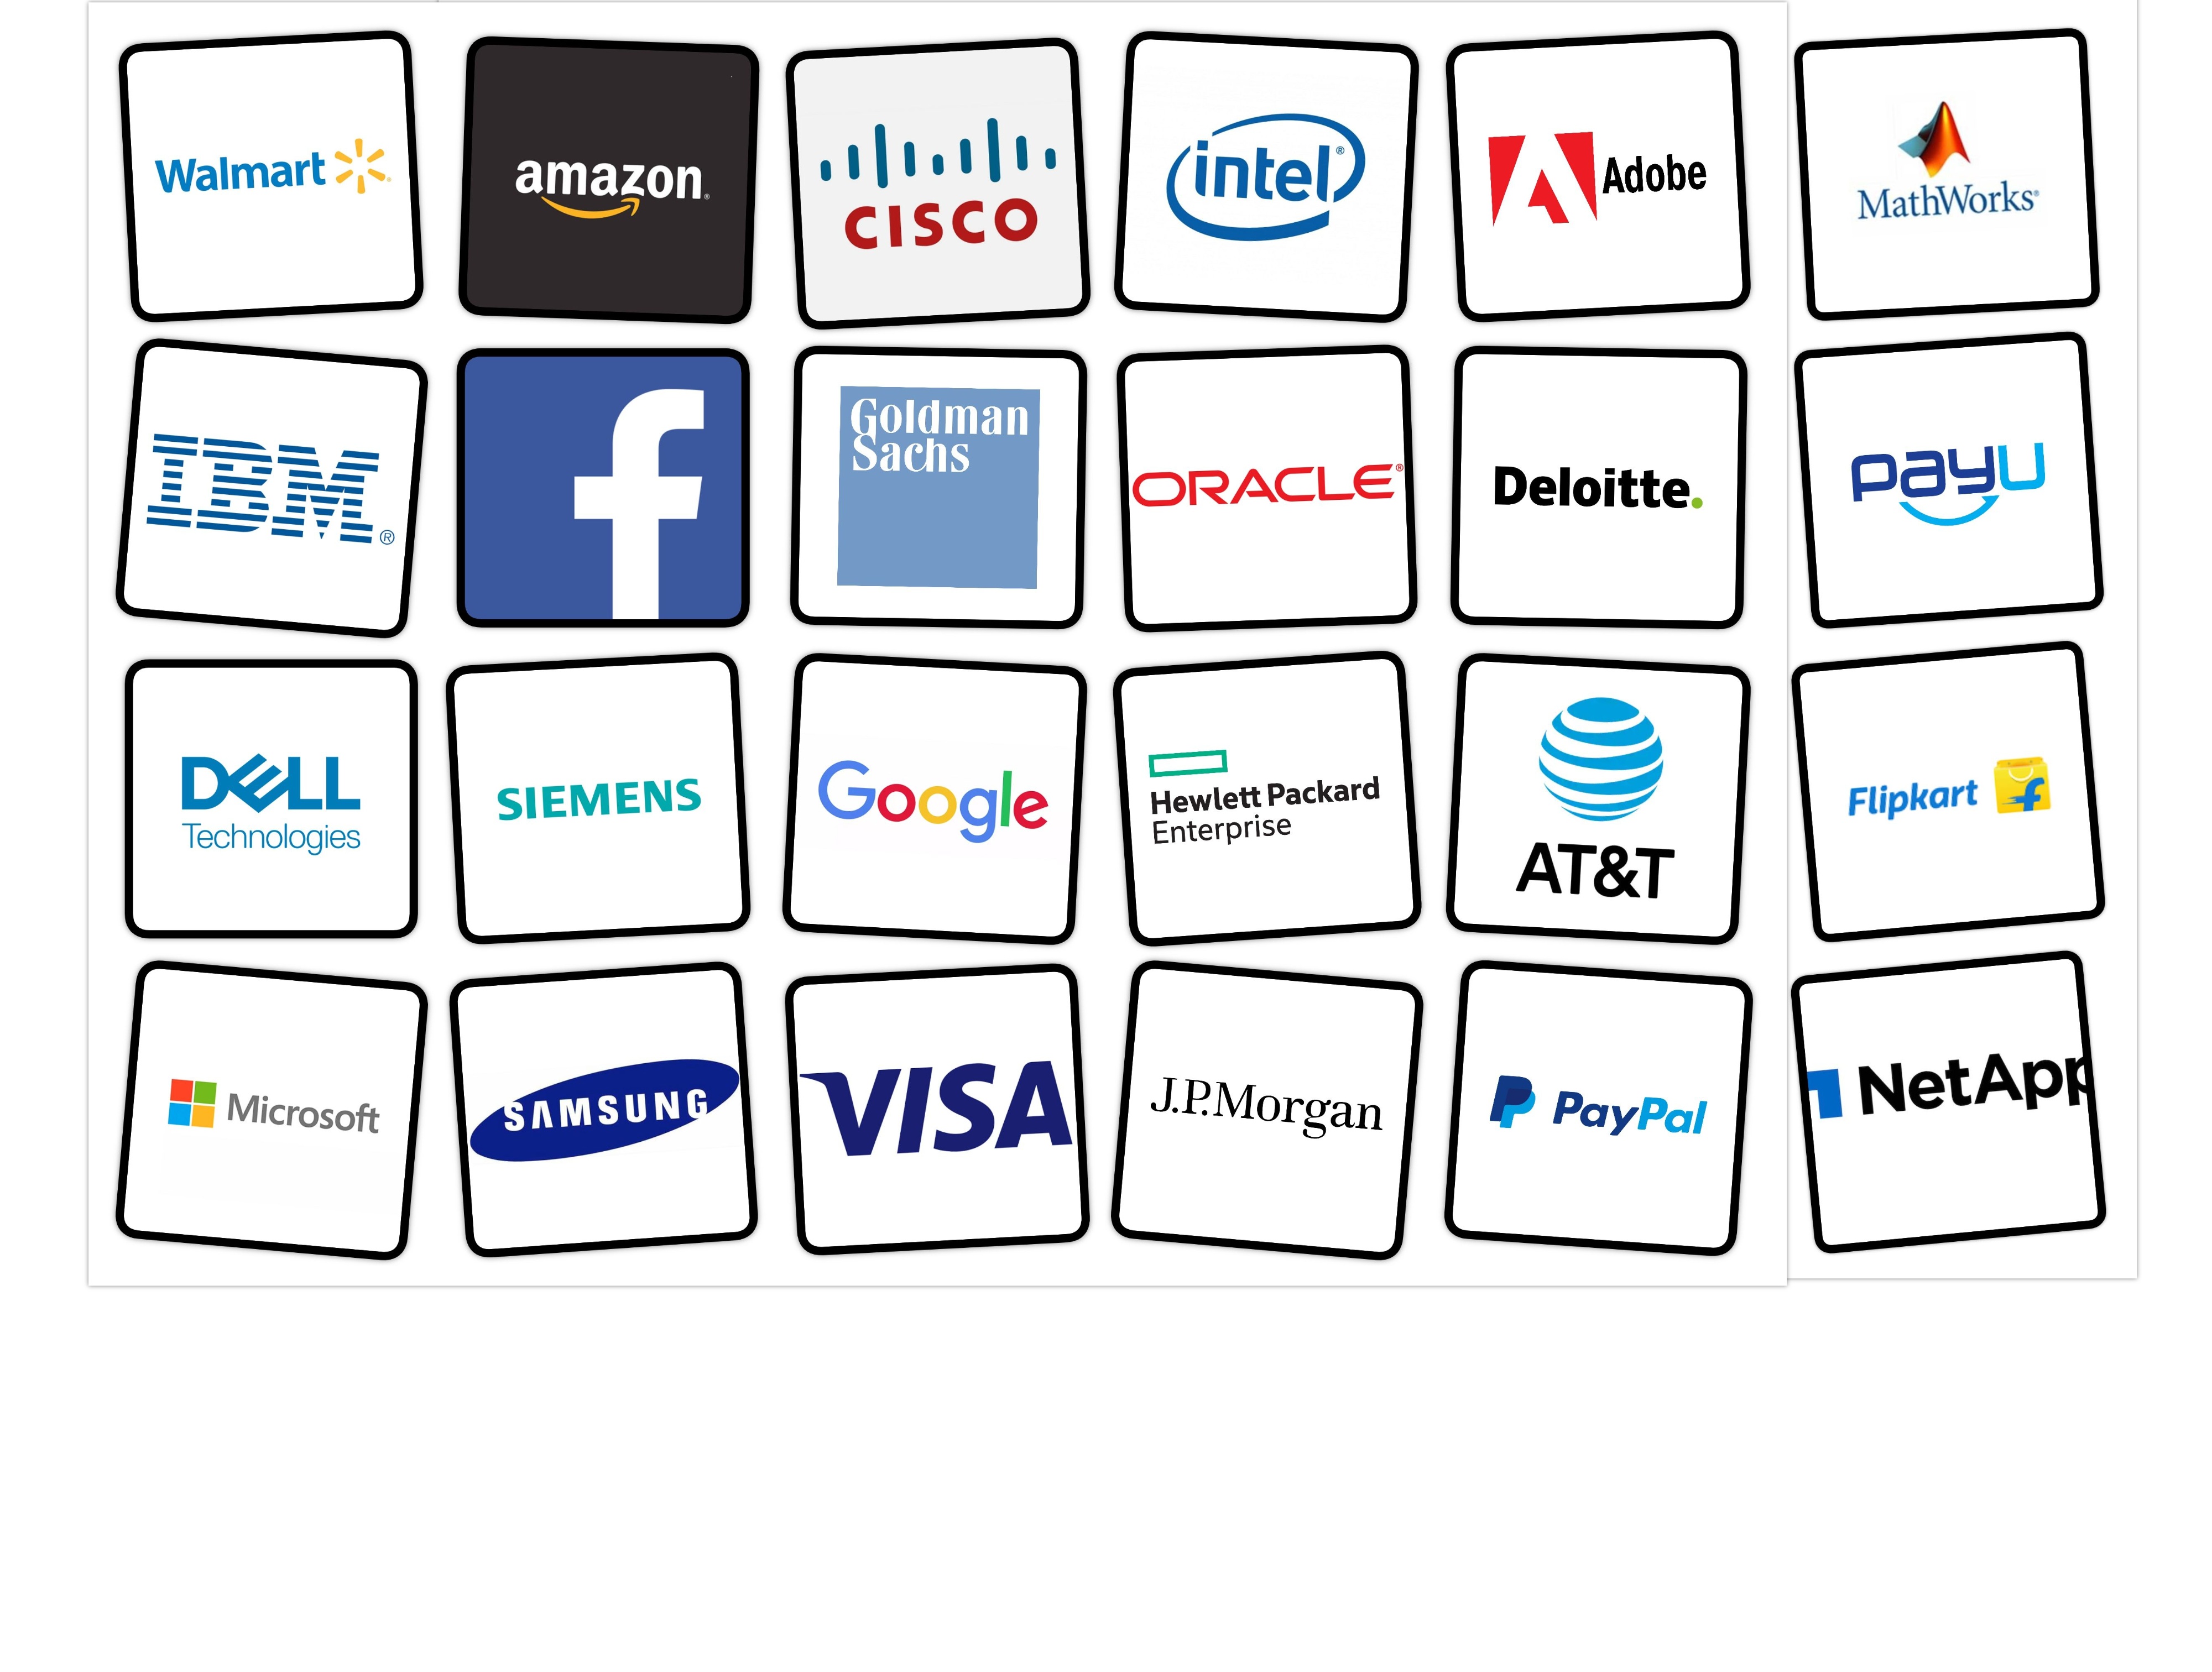 Walmart
amazon®
CISCO
intel®
Adobe
MathWorks®
IBM®
f
Goldman
Sachs
ORACLE®
Deloitte.
payU
DELL
Technologies
SIEMENS
Google
Hewlett Packard
Enterprise
AT&T
Flipkart f
Microsoft
SAMSUNG
VISA
J.P.Morgan
PayPal
NetApp